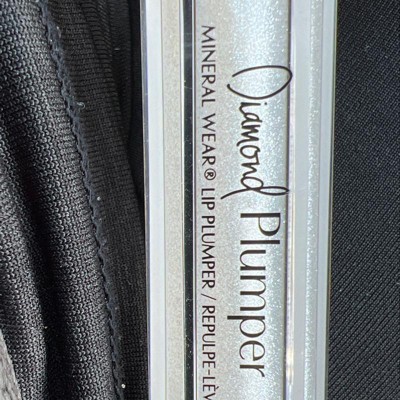 Diamond Plumper
MINERAL WEAR® LIP PLUMPER / REPULPE-LÈV